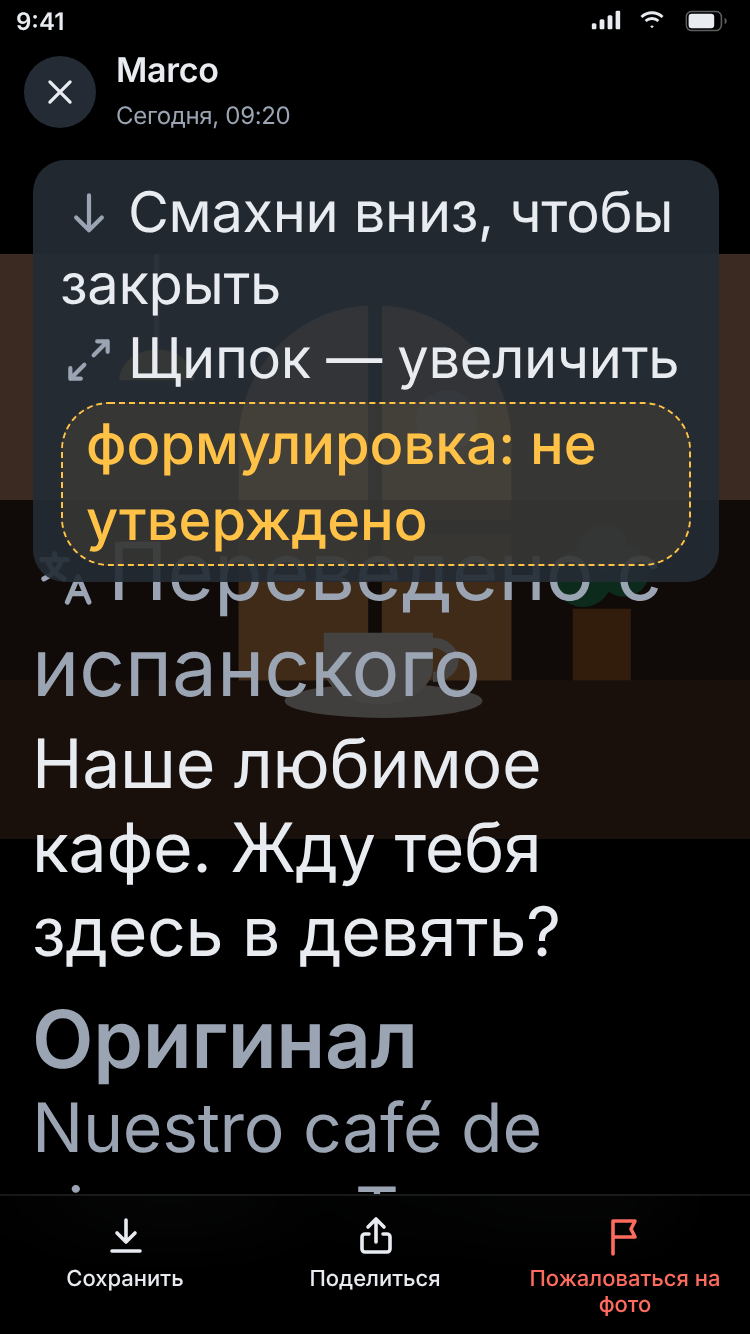 9:41
Marco
Сегодня, 09:20
Смахни вниз, чтобы
закрыть
Щипок — увеличить
формулировка: не
утверждено
Переведено с
испанского
Наше любимое
кафе. Жду тебя
здесь в девять?
Оригинал
Nuestro café de
Сохранить
Поделиться
Пожаловаться на
фото